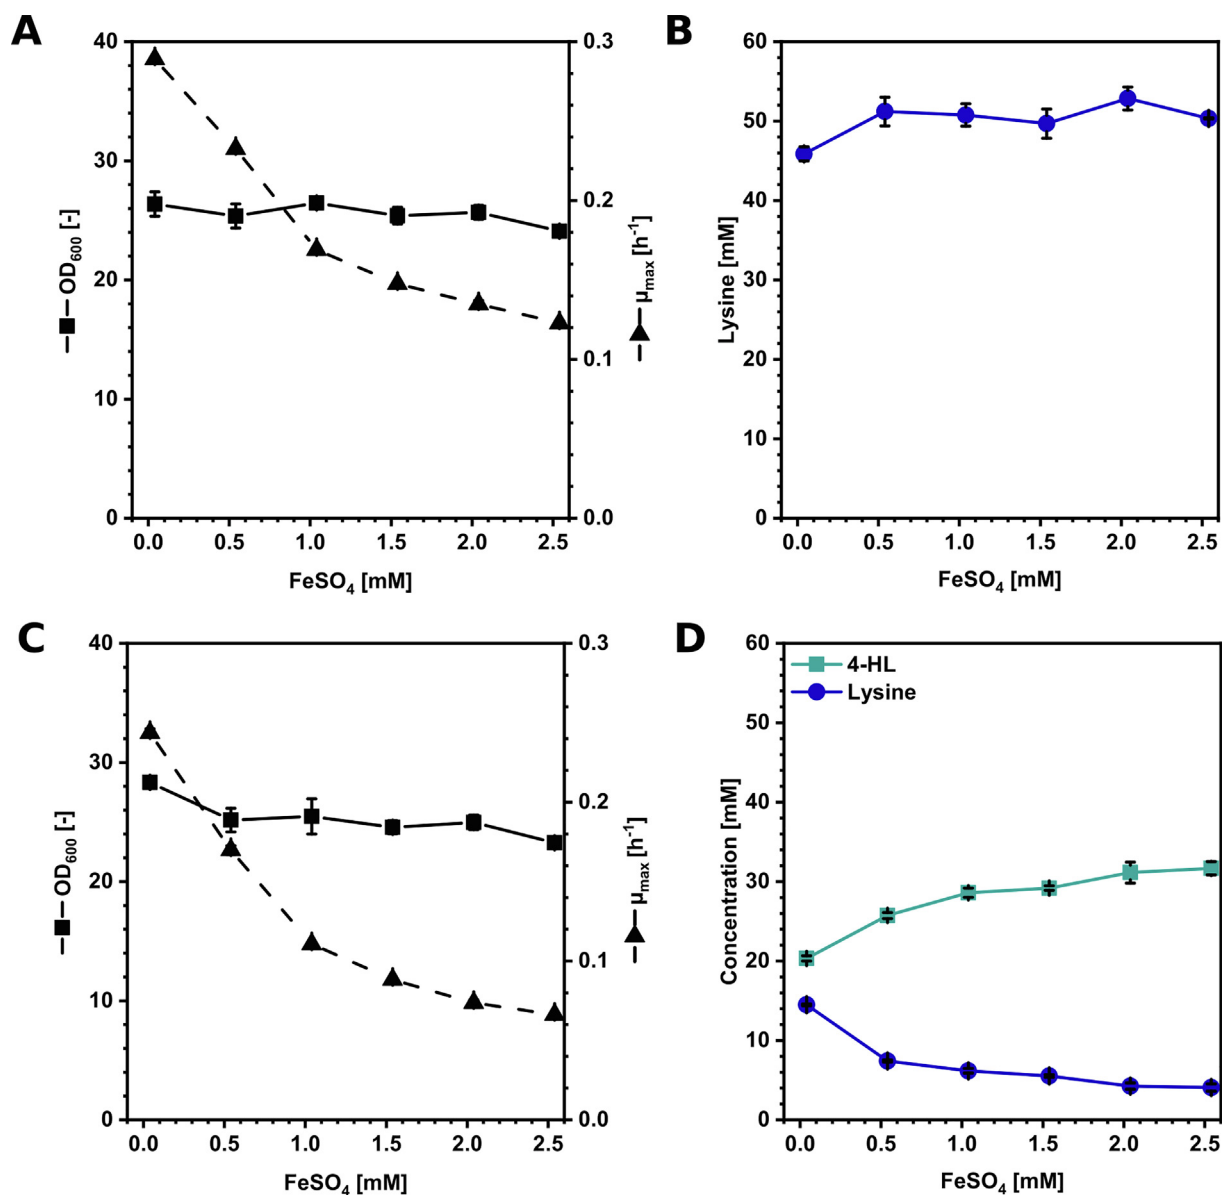 A
40
30
20
10
0
OD600 [-]
0.3
0.2
0.1
0.0
µmax [h-1]
0.0 0.5 1.0 1.5 2.0 2.5
FeSO4 [mM]
B
60
50
40
30
20
10
0
Lysine [mM]
0.0 0.5 1.0 1.5 2.0 2.5
FeSO4 [mM]
C
40
30
20
10
0
OD600 [-]
0.3
0.2
0.1
0.0
µmax [h-1]
0.0 0.5 1.0 1.5 2.0 2.5
FeSO4 [mM]
D
60
50
40
30
20
10
0
Concentration [mM]
4-HL
Lysine
0.0 0.5 1.0 1.5 2.0 2.5
FeSO4 [mM]